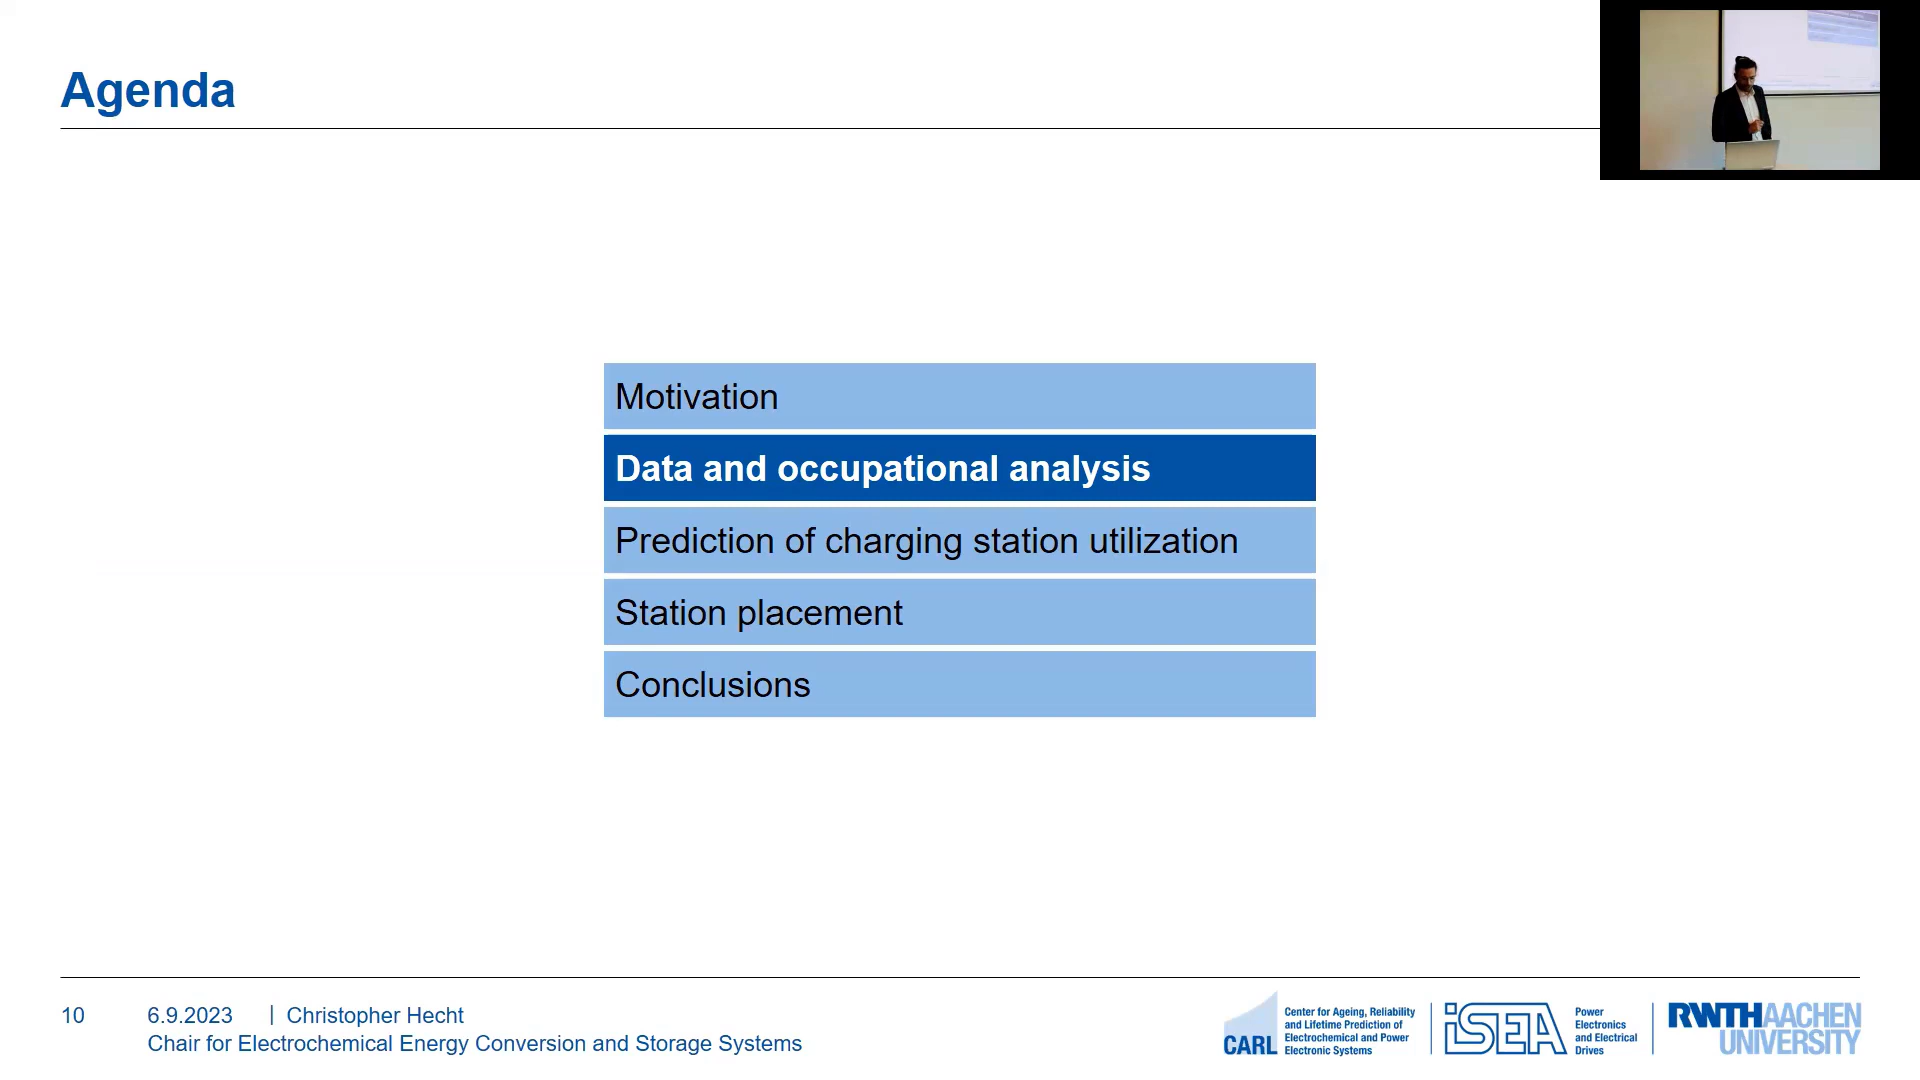 Agenda
Motivation
Data and occupational analysis
Prediction of charging station utilization
Station placement
Conclusions
10 6.9.2023 | Christopher Hecht
Chair for Electrochemical Energy Conversion and Storage Systems
CARL
Center for Ageing, Reliability
and Lifetime Prediction of
Electrochemical and Power
Electronic Systems
iSEA
Power
Electronics
and Electrical
Drives
RWTHAACHEN
UNIVERSITY